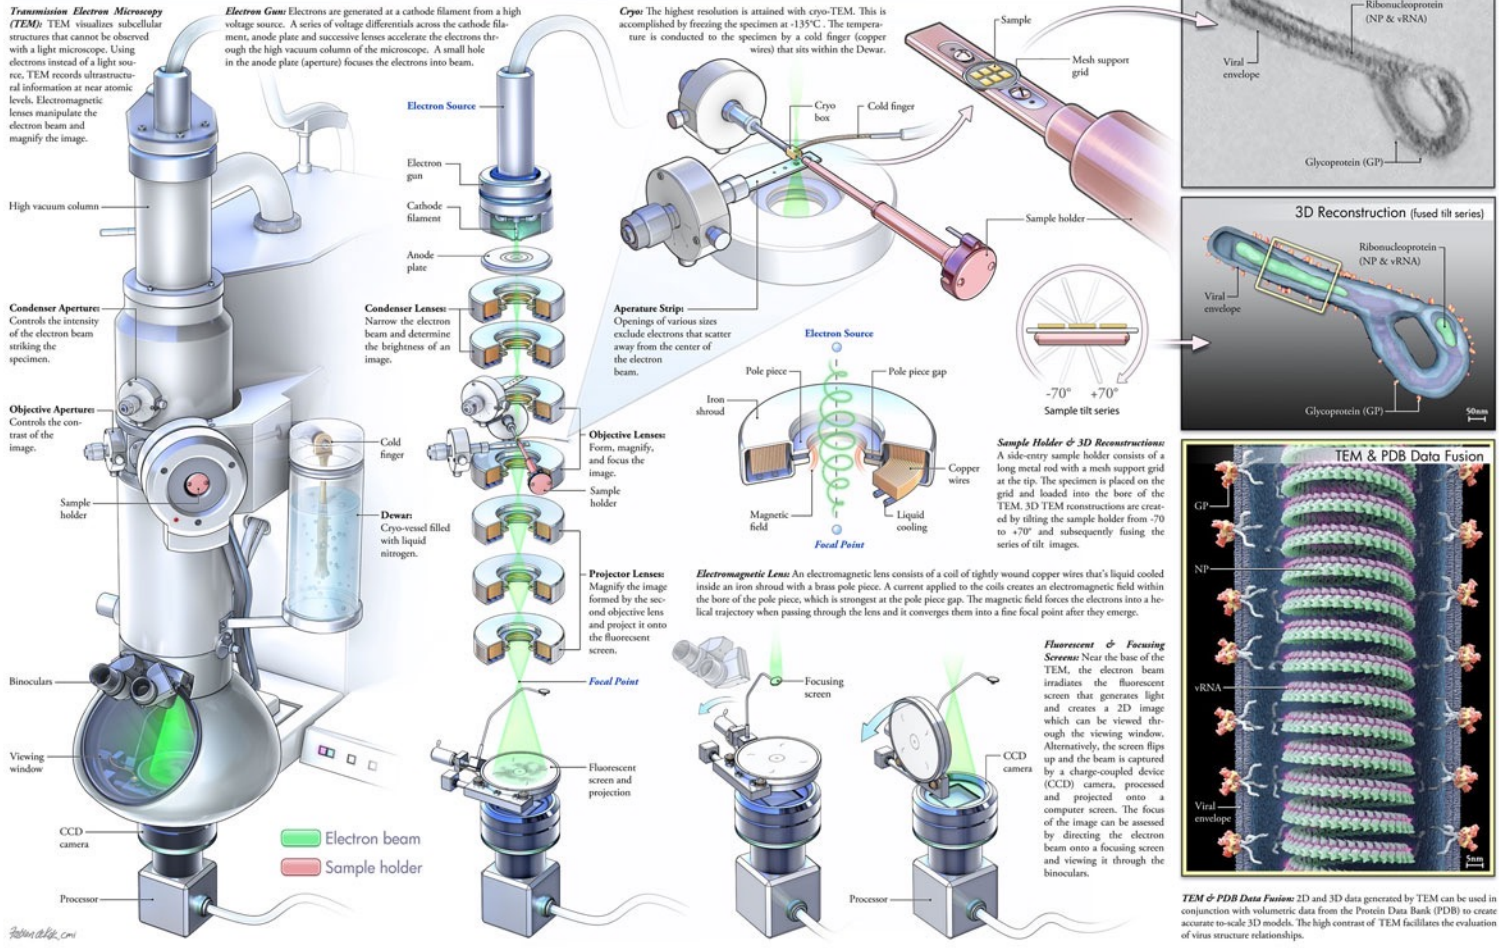 Transmission Electron Microscopy
(TEM): TEM visualizes subcellular
structures that cannot be observed
with a light microscope. Using
electrons instead of a light sou-
rce, TEM records ultrastructu-
ral information at near atomic
levels. Electromagnetic
lenses manipulate the
electron beam and
magnify the image.
High vacuum column
Condenser Aperture:
Controls the intensity
of the electron beam
striking the
specimen.
Objective Aperture:
Controls the con-
trast of the
image.
Sample
holder
Cold
finger
Dewar:
Cryo-vessel filled
with liquid
nitrogen.
Binoculars
Viewing
window
CCD
camera
Processor
Electron beam
Sample holder
Electron Gun: Electrons are generated at a cathode filament from a high
voltage source. A series of voltage differentials across the cathode fila-
ment, anode plate and successive lenses accelerate the electrons thr-
ough the high vacuum column of the microscope. A small hole
in the anode plate (aperture) focuses the electrons into beam.
Electron Source
Electron
gun
Cathode
filament
Anode
plate
Condenser Lenses:
Narrow the electron
beam and determine
the brightness of an
image.
Objective Lenses:
Form, magnify,
and focus the
image.
Sample
holder
Projector Lenses:
Magnify the image
formed by the sec-
ond objective lens
and project it onto
the fluoresent
screen.
Focal Point
Fluorescent
screen and
projection
Cryo: The highest resolution is attained with cryo-TEM. This is
accomplished by freezing the specimen at -135°C . The tempera-
ture is conducted to the specimen by a cold finger (copper
wires) that sits within the Dewar.
Cryo
box
Cold finger
Sample
Mesh support
grid
Sample holder
Aperature Strip:
Openings of various sizes
exclude electrons that scatter
away from the center of
the electron
beam.
Electron Source
Pole piece
Pole piece gap
Iron
shroud
Copper
wires
Magnetic
field
Liquid
cooling
Focal Point
-70° +70°
Sample tilt series
Sample Holder & 3D Reconstructions:
A side-entry sample holder consists of a
long metal rod with a mesh support grid
at the tip. The specimen is placed on the
grid and loaded into the bore of the
TEM. 3D TEM rconstructions are creat-
ed by tilting the sample holder from -70
to +70° and subsequently fusing the
series of tilt images.
Electromagnetic Lens: An electromagnetic lens consists of a coil of tightly wound copper wires that's liquid cooled
inside an iron shroud with a brass pole piece. A current applied to the coils creates an electromagnetic field within
the bore of the pole piece, which is strongest at the pole piece gap. The magnetic field forces the electrons into a he-
lical trajectory when passing through the lens and it converges them into a fine focal point after they emerge.
Focusing
screen
CCD
camera
Processor
Fluorescent & Focusing
Screens: Near the base of the
TEM, the electron beam
irradiates the fluorescent
screen that generates light
and creates a 2D image
which can be viewed thr-
ough the viewing window.
Alternatively, the screen flips
up and the beam is captured
by a charge-coupled device
(CCD) camera, processed
and projected onto a
computer screen. The focus
of the image can be assessed
by directing the electron
beam onto a focusing screen
and viewing it through the
binoculars.
Ribonucleoprotein
(NP & vRNA)
Viral
envelope
Glycoprotein (GP)
3D Reconstruction (fused tilt series)
Ribonucleoprotein
(NP & vRNA)
Viral
envelope
Glycoprotein (GP)
50nm
TEM & PDB Data Fusion
GP
NP
vRNA
Viral
envelope
5nm
TEM & PDB Data Fusion: 2D and 3D data generated by TEM can be used in
conjunction with volumetric data from the Protein Data Bank (PDB) to create
accurate to-scale 3D models. The high contrast of TEM facililates the evaluation
of virus structure relationships.